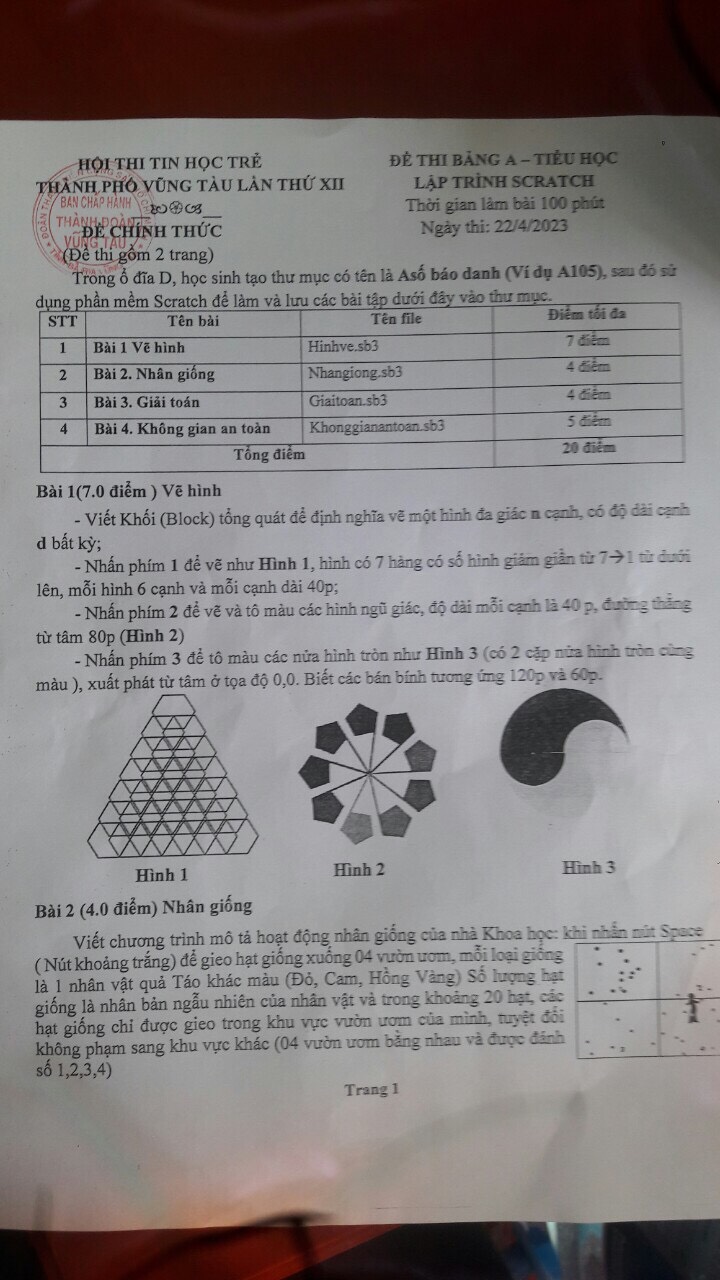 HỘI THI TIN HỌC TRẺ
THÀNH PHỐ VŨNG TÀU LẦN THỨ XII
ĐỀ CHÍNH THỨC
(Đề thi gồm 2 trang)
BAN CHẤP HÀNH
THÀNH ĐOÀN
VŨNG TÀU
ĐỀ THI BẢNG A – TIỂU HỌC
LẬP TRÌNH SCRATCH
Thời gian làm bài 100 phút
Ngày thi: 22/4/2023
Trong ổ đĩa D, học sinh tạo thư mục có tên là Asố báo danh (Ví dụ A105), sau đó sử
dụng phần mềm Scratch để làm và lưu các bài tập dưới đây vào thư mục.
STT Tên bài Tên file Điểm tối đa
1 Bài 1 Vẽ hình Hinhve.sb3 7 điểm
2 Bài 2. Nhân giống Nhangiong.sb3 4 điểm
3 Bài 3. Giải toán Giaitoan.sb3 4 điểm
4 Bài 4. Không gian an toàn Khonggianantoan.sb3 5 điểm
Tổng điểm 20 điểm
Bài 1(7.0 điểm ) Vẽ hình
- Viết Khối (Block) tổng quát để định nghĩa vẽ một hình đa giác n cạnh, có độ dài cạnh
d bất kỳ;
- Nhấn phím 1 để vẽ như Hình 1, hình có 7 hàng có số hình giảm giần từ 7→1 từ dưới
lên, mỗi hình 6 cạnh và mỗi cạnh dài 40p;
- Nhấn phím 2 để vẽ và tô màu các hình ngũ giác, độ dài mỗi cạnh là 40 p, đường thẳng
từ tâm 80p (Hình 2)
- Nhấn phím 3 để tô màu các nửa hình tròn như Hình 3 (có 2 cặp nửa hình tròn cùng
màu ), xuất phát từ tâm ở tọa độ 0,0. Biết các bán bính tương ứng 120p và 60p.
Hình 1
Hình 2
Hình 3
Bài 2 (4.0 điểm) Nhân giống
Viết chương trình mô tả hoạt động nhân giống của nhà Khoa học: khi nhấn nút Space
( Nút khoảng trắng) để gieo hạt giống xuống 04 vườn ươm, mỗi loại giống
là 1 nhân vật quả Táo khác màu (Đỏ, Cam, Hồng Vàng) Số lượng hạt
giống là nhân bản ngẫu nhiên của nhân vật và trong khoảng 20 hạt, các
hạt giống chỉ được gieo trong khu vực vườn ươm của mình, tuyệt đối
không phạm sang khu vực khác (04 vườn ươm bằng nhau và được đánh
số 1,2,3,4)
Trang 1